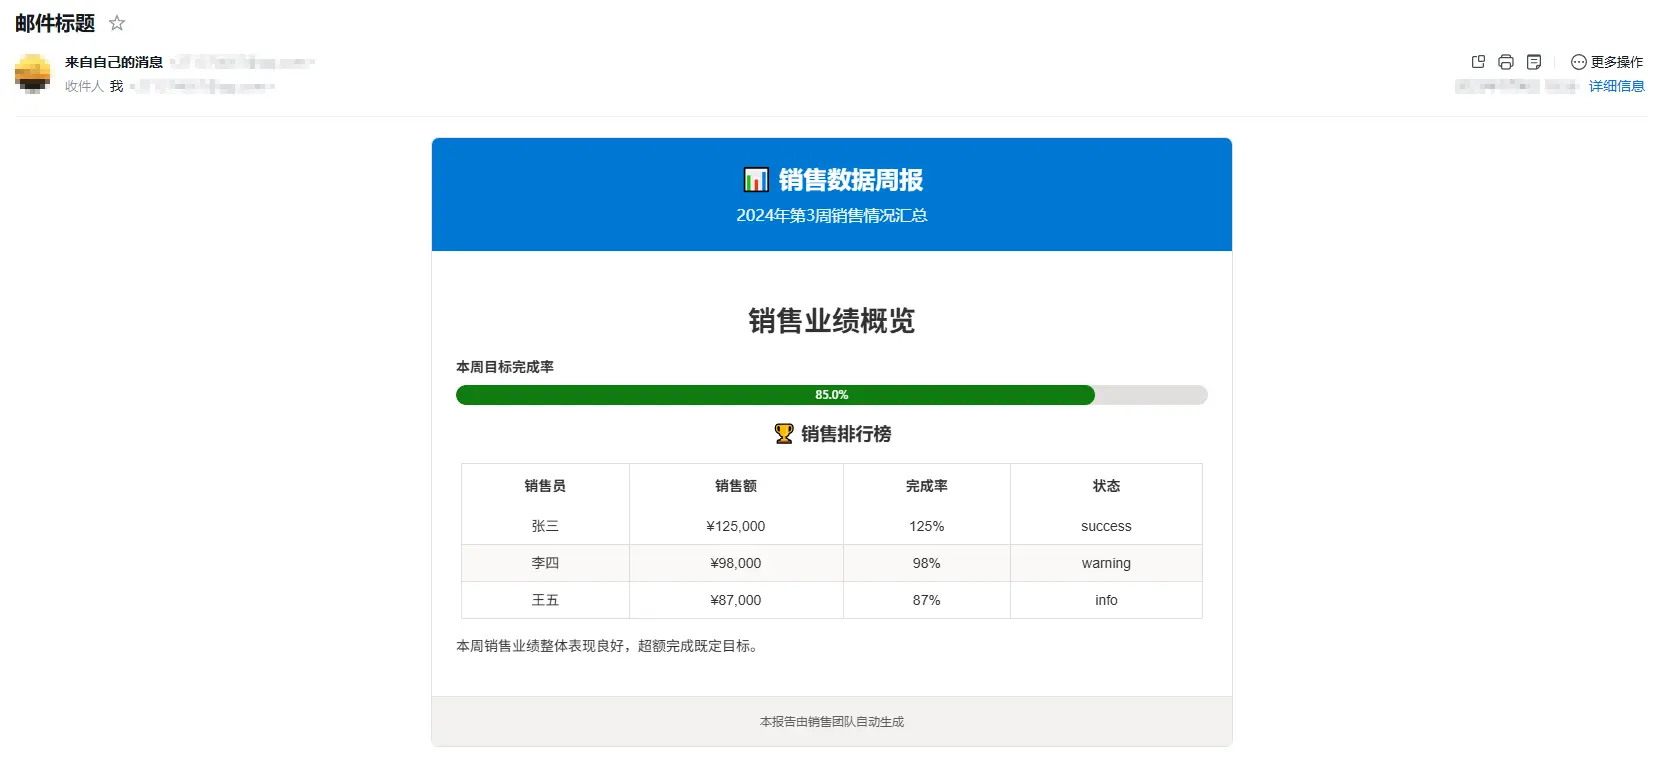 邮件标题
来自自己的消息
收件人 我
更多操作
详细信息
销售数据周报
2024年第3周销售情况汇总
销售业绩概览
本周目标完成率
85.0%
销售排行榜
销售员 销售额 完成率 状态
张三 ¥125,000 125% success
李四 ¥98,000 98% warning
王五 ¥87,000 87% info
本周销售业绩整体表现良好，超额完成既定目标。
本报告由销售团队自动生成